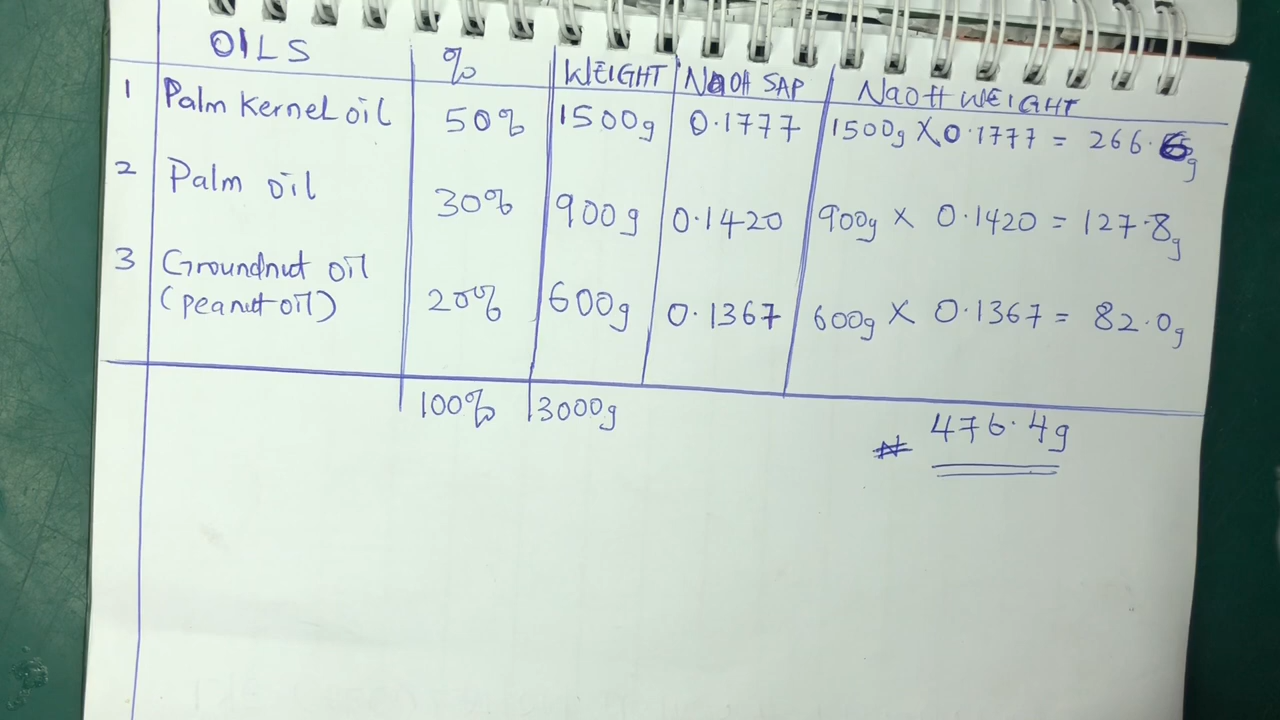 OILS % WEIGHT NaOH SAP NaOH WEIGHT
1 Palm Kernel oil 50% 1500g 0.1777 1500g X 0.1777 = 266.6g
2 Palm oil 30% 900g 0.1420 900g X 0.1420 = 127.8g
3 Groundnut oil
(peanut oil) 20% 600g 0.1367 600g X 0.1367 = 82.0g
100% 3000g
# 476.4g